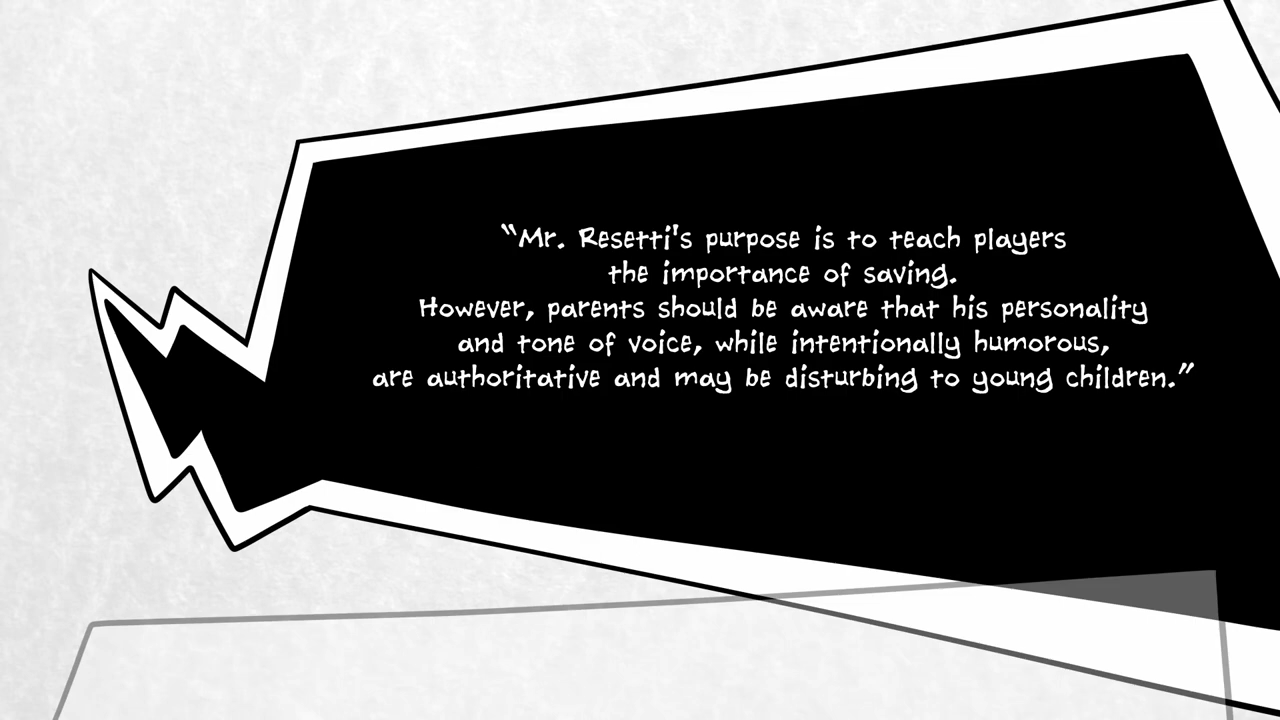 “Mr. Resetti's purpose is to teach players
the importance of saving.
However, parents should be aware that his personality
and tone of voice, while intentionally humorous,
are authoritative and may be disturbing to young children.”